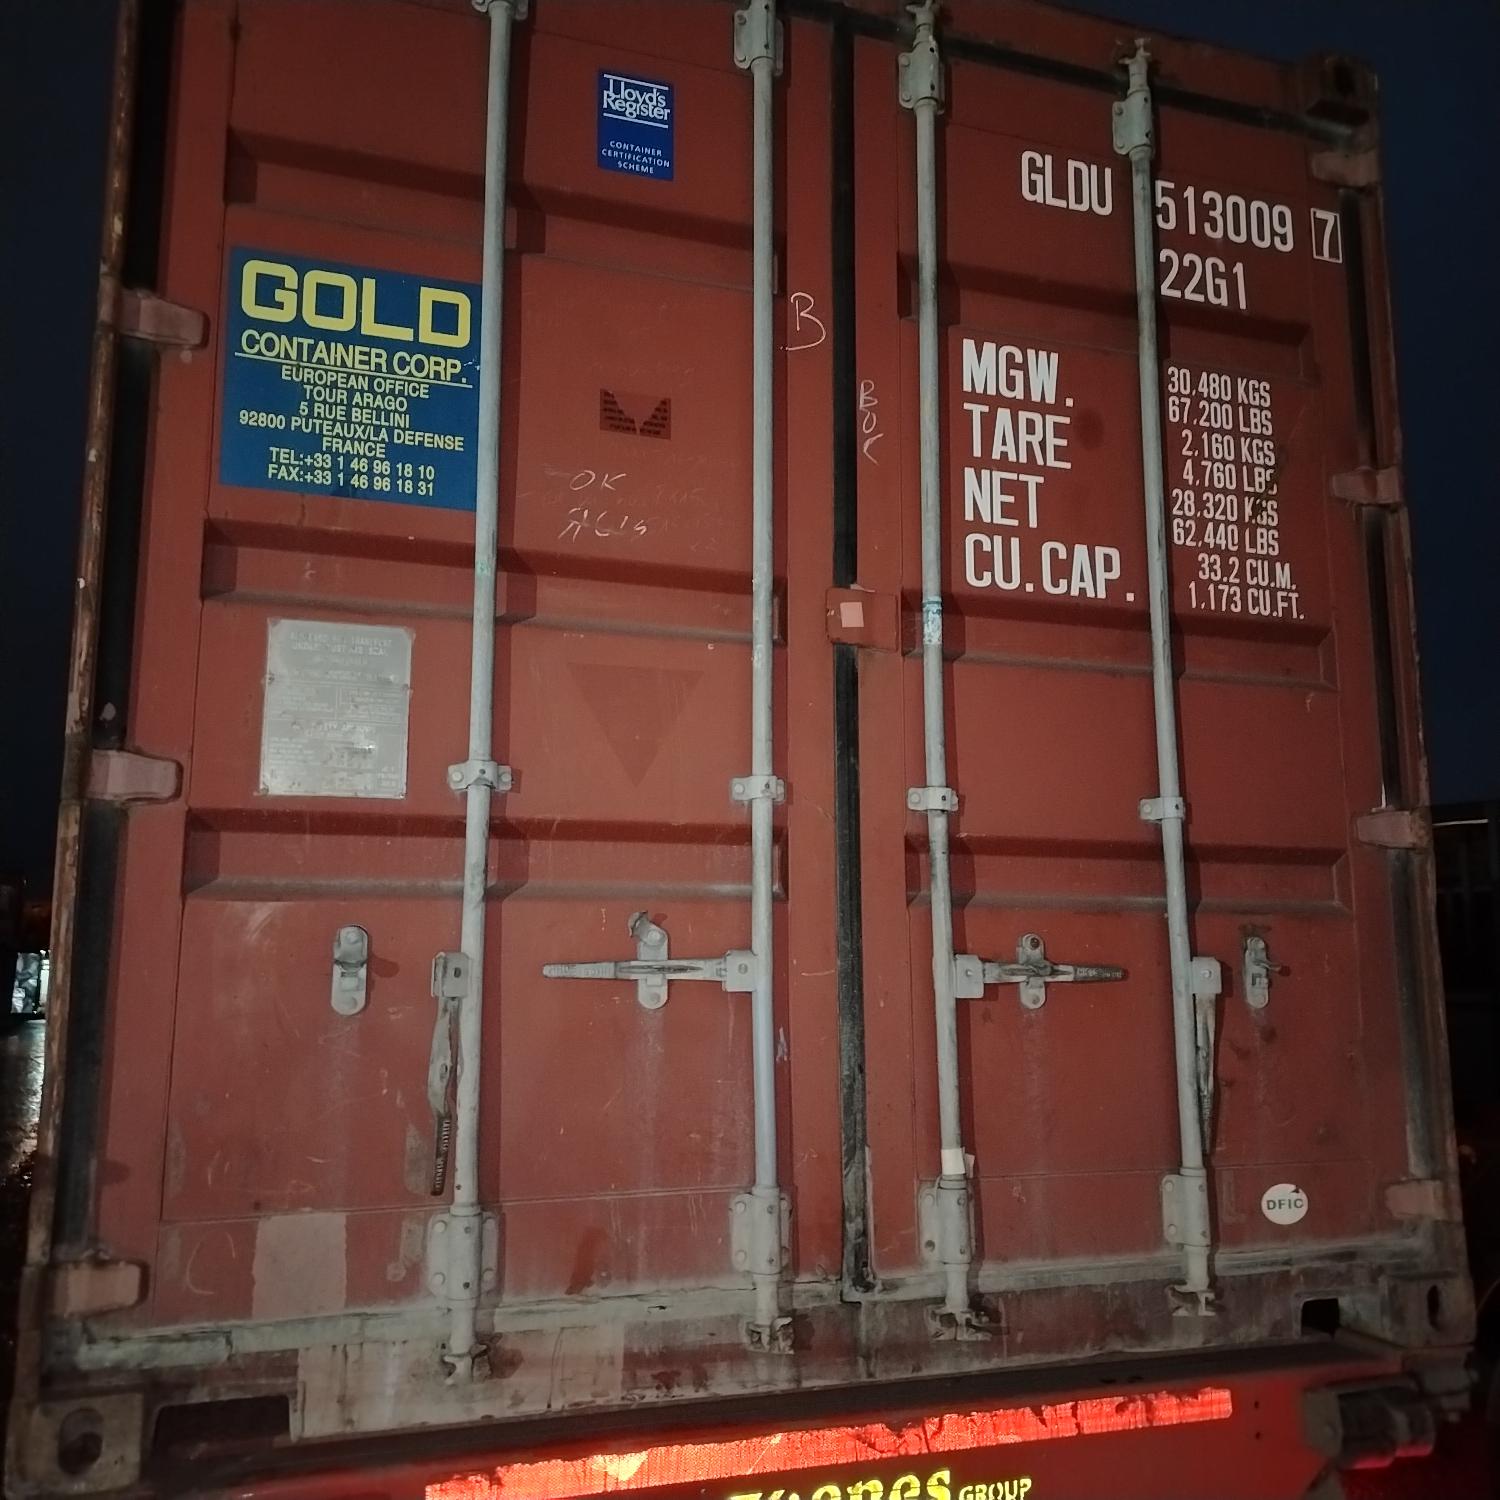 Lloyd's
Register
CONTAINER
CERTIFICATION
SCHEME
GOLD
CONTAINER CORP.
EUROPEAN OFFICE
TOUR ARAGO
5 RUE BELLINI
92800 PUTEAUX/LA DEFENSE
FRANCE
TEL:+33 1 46 96 18 10
FAX:+33 1 46 96 18 31
B
OK
GLDU 513009 7
22G1
MGW. 30.480 KGS
67.200 LBS
TARE 2.160 KGS
4.760 LBS
NET 28.320 KGS
62.440 LBS
CU.CAP. 33.2 CU.M.
1.173 CU.FT.
DFIC
GROUP